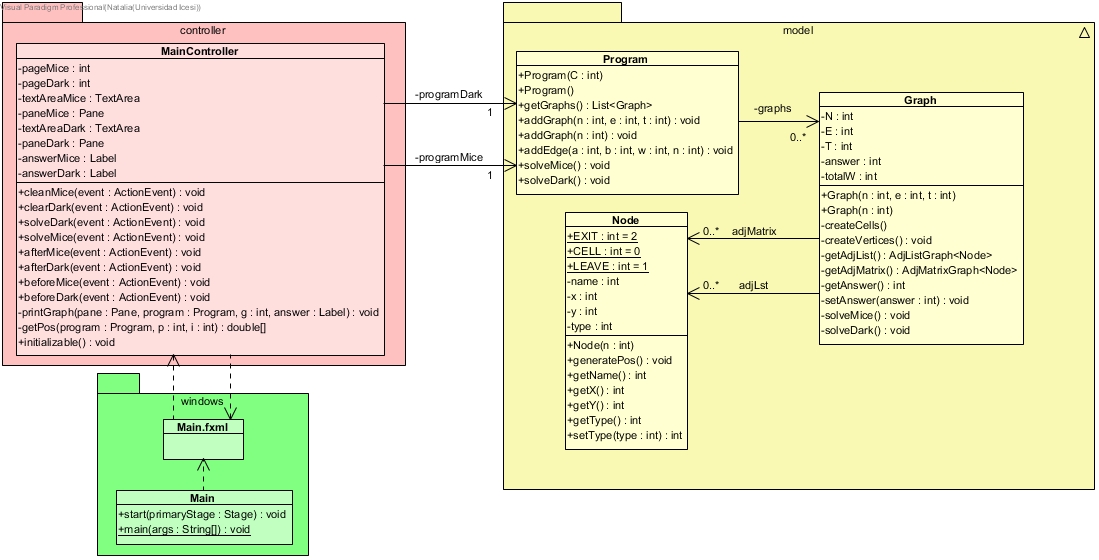 Visual Paradigm Professional(Natalia(Universidad Icesi))
controller
MainController
-pageMice : int
-pageDark : int
-textAreaMice : TextArea
-paneMice : Pane
-textAreaDark : TextArea
-paneDark : Pane
-answerMice : Label
-answerDark : Label
+cleanMice(event : ActionEvent) : void
+clearDark(event : ActionEvent) : void
+solveDark(event : ActionEvent) : void
+solveMice(event : ActionEvent) : void
+afterMice(event : ActionEvent) : void
+afterDark(event : ActionEvent) : void
+beforeMice(event : ActionEvent) : void
+beforeDark(event : ActionEvent) : void
-printGraph(pane : Pane, program : Program, g : int, answer : Label) : void
-getPos(program : Program, p : int, i : int) : double[]
+initializable() : void
-programDark
1
-programMice
1
model
Program
+Program(C : int)
+Program()
+getGraphs() : List<Graph>
+addGraph(n : int, e : int, t : int) : void
+addGraph(n : int) : void
+addEdge(a : int, b : int, w : int, n : int) : void
+solveMice() : void
+solveDark() : void
-graphs
0..*
Graph
-N : int
-E : int
-T : int
-answer : int
-totalW : int
+Graph(n : int, e : int, t : int)
+Graph(n : int)
-createCells()
-createVertices() : void
-getAdjList() : AdjListGraph<Node>
-getAdjMatrix() : AdjMatrixGraph<Node>
-getAnswer() : int
-setAnswer(answer : int) : void
-solveMice() : void
-solveDark() : void
0..* adjMatrix
0..* adjLst
Node
+EXIT : int = 2
+CELL : int = 0
+LEAVE : int = 1
-name : int
-x : int
-y : int
-type : int
+Node(n : int)
+generatePos() : void
+getName() : int
+getX() : int
+getY() : int
+getType() : int
+setType(type : int) : int
windows
Main.fxml
Main
+start(primaryStage : Stage) : void
+main(args : String[]) : void